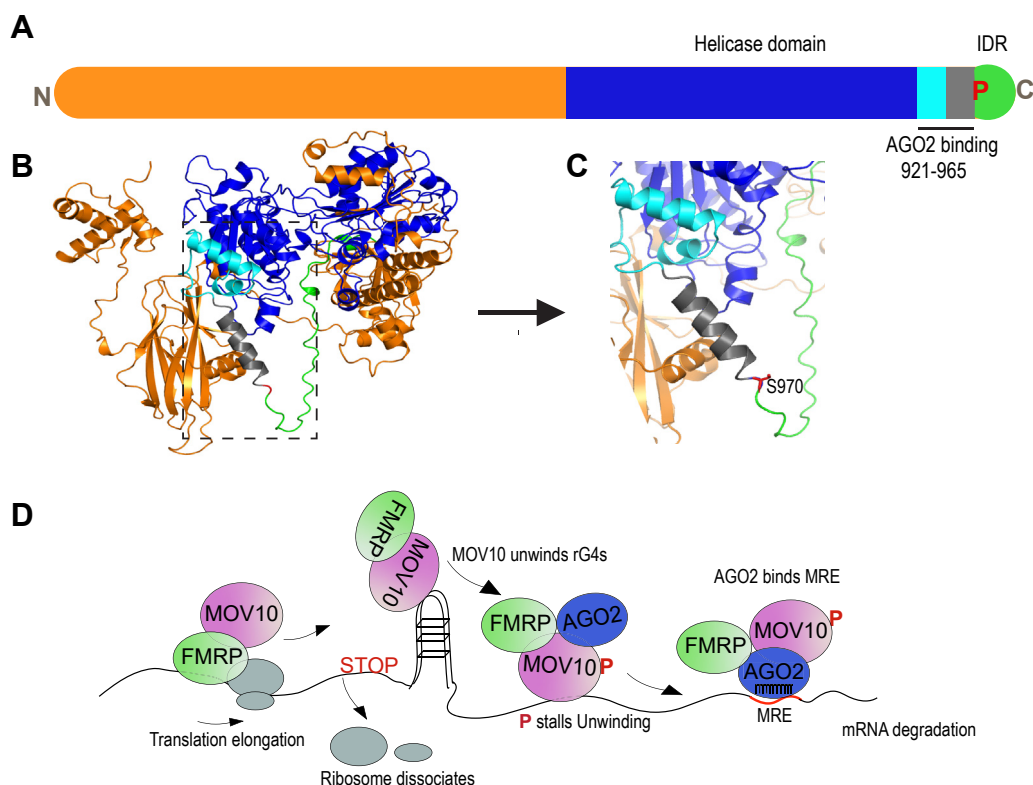 A
Helicase domain
IDR
N
P
C
AGO2 binding
921-965
B
C
S970
D
FMRP
MOV10
MOV10 unwinds rG4s
AGO2 binds MRE
MOV10
FMRP
STOP
FMRP
AGO2
MOV10
P
FMRP
MOV10
P
AGO2
P stalls Unwinding
MRE
mRNA degradation
Translation elongation
Ribosome dissociates